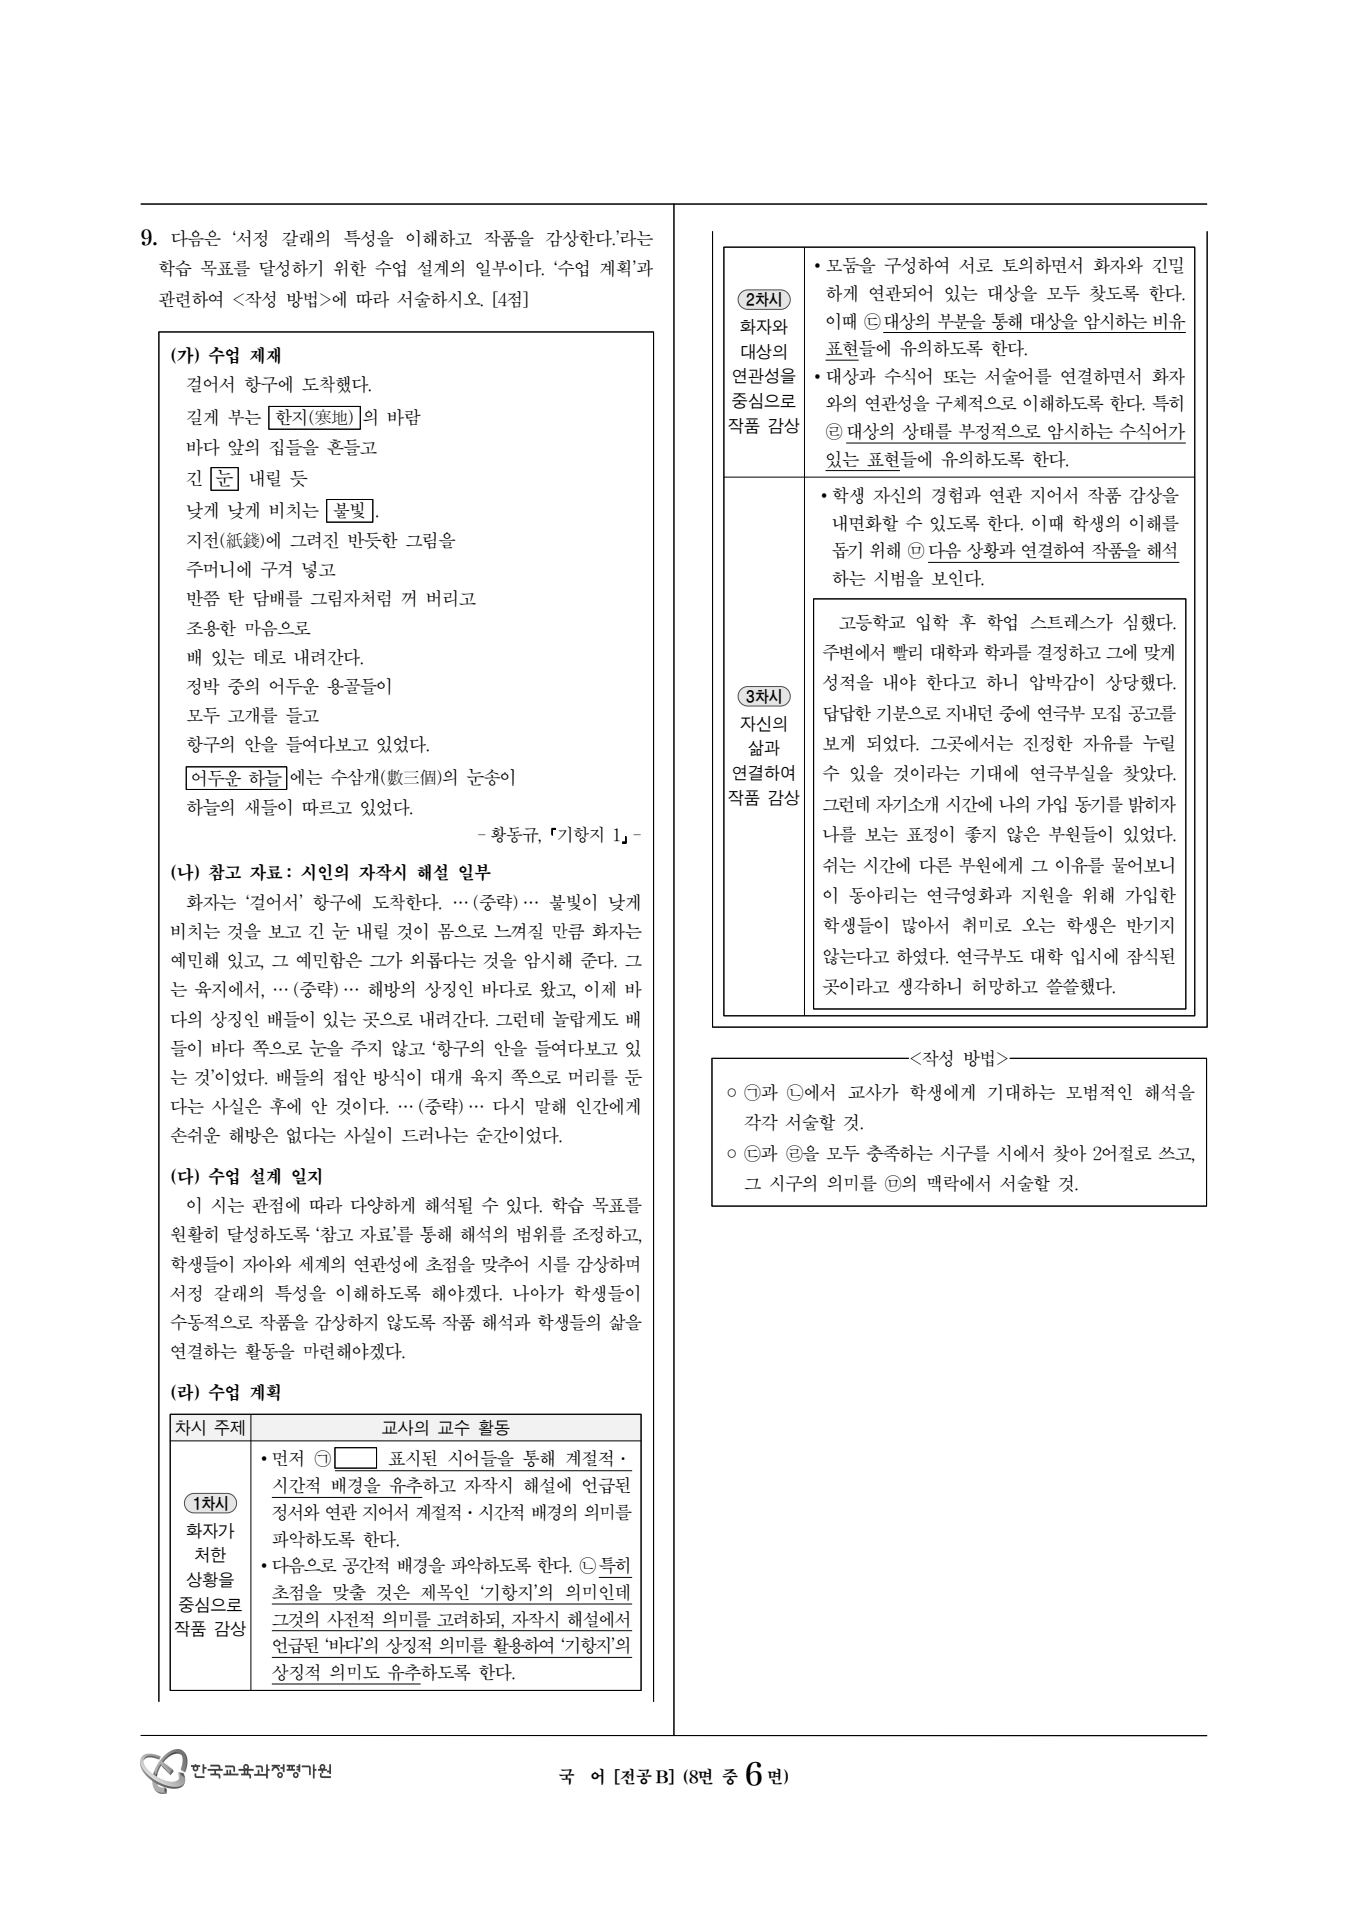 9. 다음은 ‘서정 갈래의 특성을 이해하고 작품을 감상한다.’라는
학습 목표를 달성하기 위한 수업 설계의 일부이다. ‘수업 계획’과
관련하여 <작성 방법>에 따라 서술하시오. [4점]
(가) 수업 제재
걸어서 항구에 도착했다.
길게 부는 한지(寒地)의 바람
바다 앞의 집들을 흔들고
긴 눈 내릴 듯
낮게 낮게 비치는 불빛.
지전(紙錢)에 그려진 반듯한 그림을
주머니에 구겨 넣고
반쯤 탄 담배를 그림자처럼 꺼 버리고
조용한 마음으로
배 있는 데로 내려간다.
정박 중의 어두운 용골들이
모두 고개를 들고
항구의 안을 들여다보고 있었다.
어두운 하늘에는 수삼개(數三個)의 눈송이
하늘의 새들이 따르고 있었다.
- 황동규, 『기항지 1』 -
(나) 참고 자료 : 시인의 자작시 해설 일부
화자는 ‘걸어서’ 항구에 도착한다. … (중략) … 불빛이 낮게
비치는 것을 보고 긴 눈 내릴 것이 몸으로 느껴질 만큼 화자는
예민해 있고, 그 예민함은 그가 외롭다는 것을 암시해 준다. 그
는 육지에서, … (중략) … 해방의 상징인 바다로 왔고, 이제 바
다의 상징인 배들이 있는 곳으로 내려간다. 그런데 놀랍게도 배
들이 바다 쪽으로 눈을 주지 않고 ‘항구의 안을 들여다보고 있
는 것’이었다. 배들의 접안 방식이 대개 육지 쪽으로 머리를 둔
다는 사실은 후에 안 것이다. … (중략) … 다시 말해 인간에게
손쉬운 해방은 없다는 사실이 드러나는 순간이었다.
(다) 수업 설계 일지
이 시는 관점에 따라 다양하게 해석될 수 있다. 학습 목표를
원활히 달성하도록 ‘참고 자료’를 통해 해석의 범위를 조정하고,
학생들이 자아와 세계의 연관성에 초점을 맞추어 시를 감상하며
서정 갈래의 특성을 이해하도록 해야겠다. 나아가 학생들이
수동적으로 작품을 감상하지 않도록 작품 해석과 학생들의 삶을
연결하는 활동을 마련해야겠다.
(라) 수업 계획
차시 주제 교사의 교수 활동
1차시
화자가
처한
상황을
중심으로
작품 감상
• 먼저 ㉠ 표시된 시어들을 통해 계절적·
시간적 배경을 유추하고 자작시 해설에 언급된
정서와 연관 지어서 계절적·시간적 배경의 의미를
파악하도록 한다.
• 다음으로 공간적 배경을 파악하도록 한다. ㉡특히
초점을 맞출 것은 제목인 ‘기항지’의 의미인데
그것의 사전적 의미를 고려하되, 자작시 해설에서
언급된 ‘바다’의 상징적 의미를 활용하여 ‘기항지’의
상징적 의미도 유추하도록 한다.
2차시
화자와
대상의
연관성을
중심으로
작품 감상
• 모둠을 구성하여 서로 토의하면서 화자와 긴밀
하게 연관되어 있는 대상을 모두 찾도록 한다.
이때 ㉢대상의 부분을 통해 대상을 암시하는 비유
표현들에 유의하도록 한다.
• 대상과 수식어 또는 서술어를 연결하면서 화자
와의 연관성을 구체적으로 이해하도록 한다. 특히
㉣대상의 상태를 부정적으로 암시하는 수식어가
있는 표현들에 유의하도록 한다.
3차시
자신의
삶과
연결하여
작품 감상
• 학생 자신의 경험과 연관 지어서 작품 감상을
내면화할 수 있도록 한다. 이때 학생의 이해를
돕기 위해 ㉤다음 상황과 연결하여 작품을 해석
하는 시범을 보인다.
고등학교 입학 후 학업 스트레스가 심했다.
주변에서 빨리 대학과 학과를 결정하고 그에 맞게
성적을 내야 한다고 하니 압박감이 상당했다.
답답한 기분으로 지내던 중에 연극부 모집 공고를
보게 되었다. 그곳에서는 진정한 자유를 누릴
수 있을 것이라는 기대에 연극부실을 찾았다.
그런데 자기소개 시간에 나의 가입 동기를 밝히자
나를 보는 표정이 좋지 않은 부원들이 있었다.
쉬는 시간에 다른 부원에게 그 이유를 물어보니
이 동아리는 연극영화과 지원을 위해 가입한
학생들이 많아서 취미로 오는 학생은 반기지
않는다고 하였다. 연극부도 대학 입시에 잠식된
곳이라고 생각하니 허망하고 쓸쓸했다.
<작성 방법>
○ ㉠과 ㉡에서 교사가 학생에게 기대하는 모범적인 해석을
각각 서술할 것.
○ ㉢과 ㉣을 모두 충족하는 시구를 시에서 찾아 2어절로 쓰고,
그 시구의 의미를 ㉤의 맥락에서 서술할 것.
한국교육과정평가원
국 어 [전공 B] (8면 중 6 면)